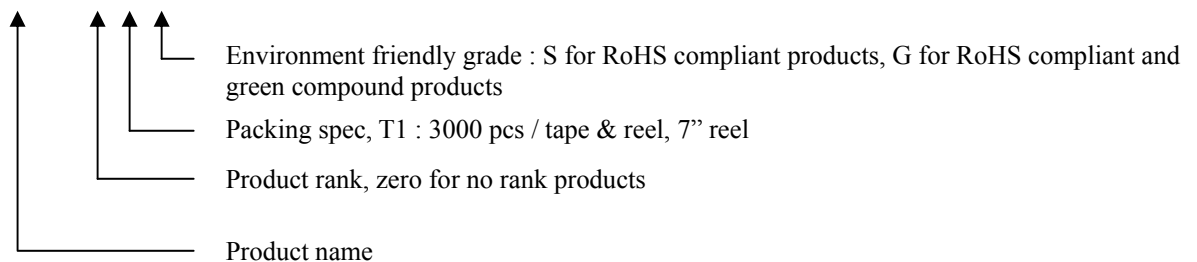 Environment friendly grade : S for RoHS compliant products, G for RoHS compliant and
green compound products
Packing spec, T1 : 3000 pcs / tape & reel, 7” reel
Product rank, zero for no rank products
Product name